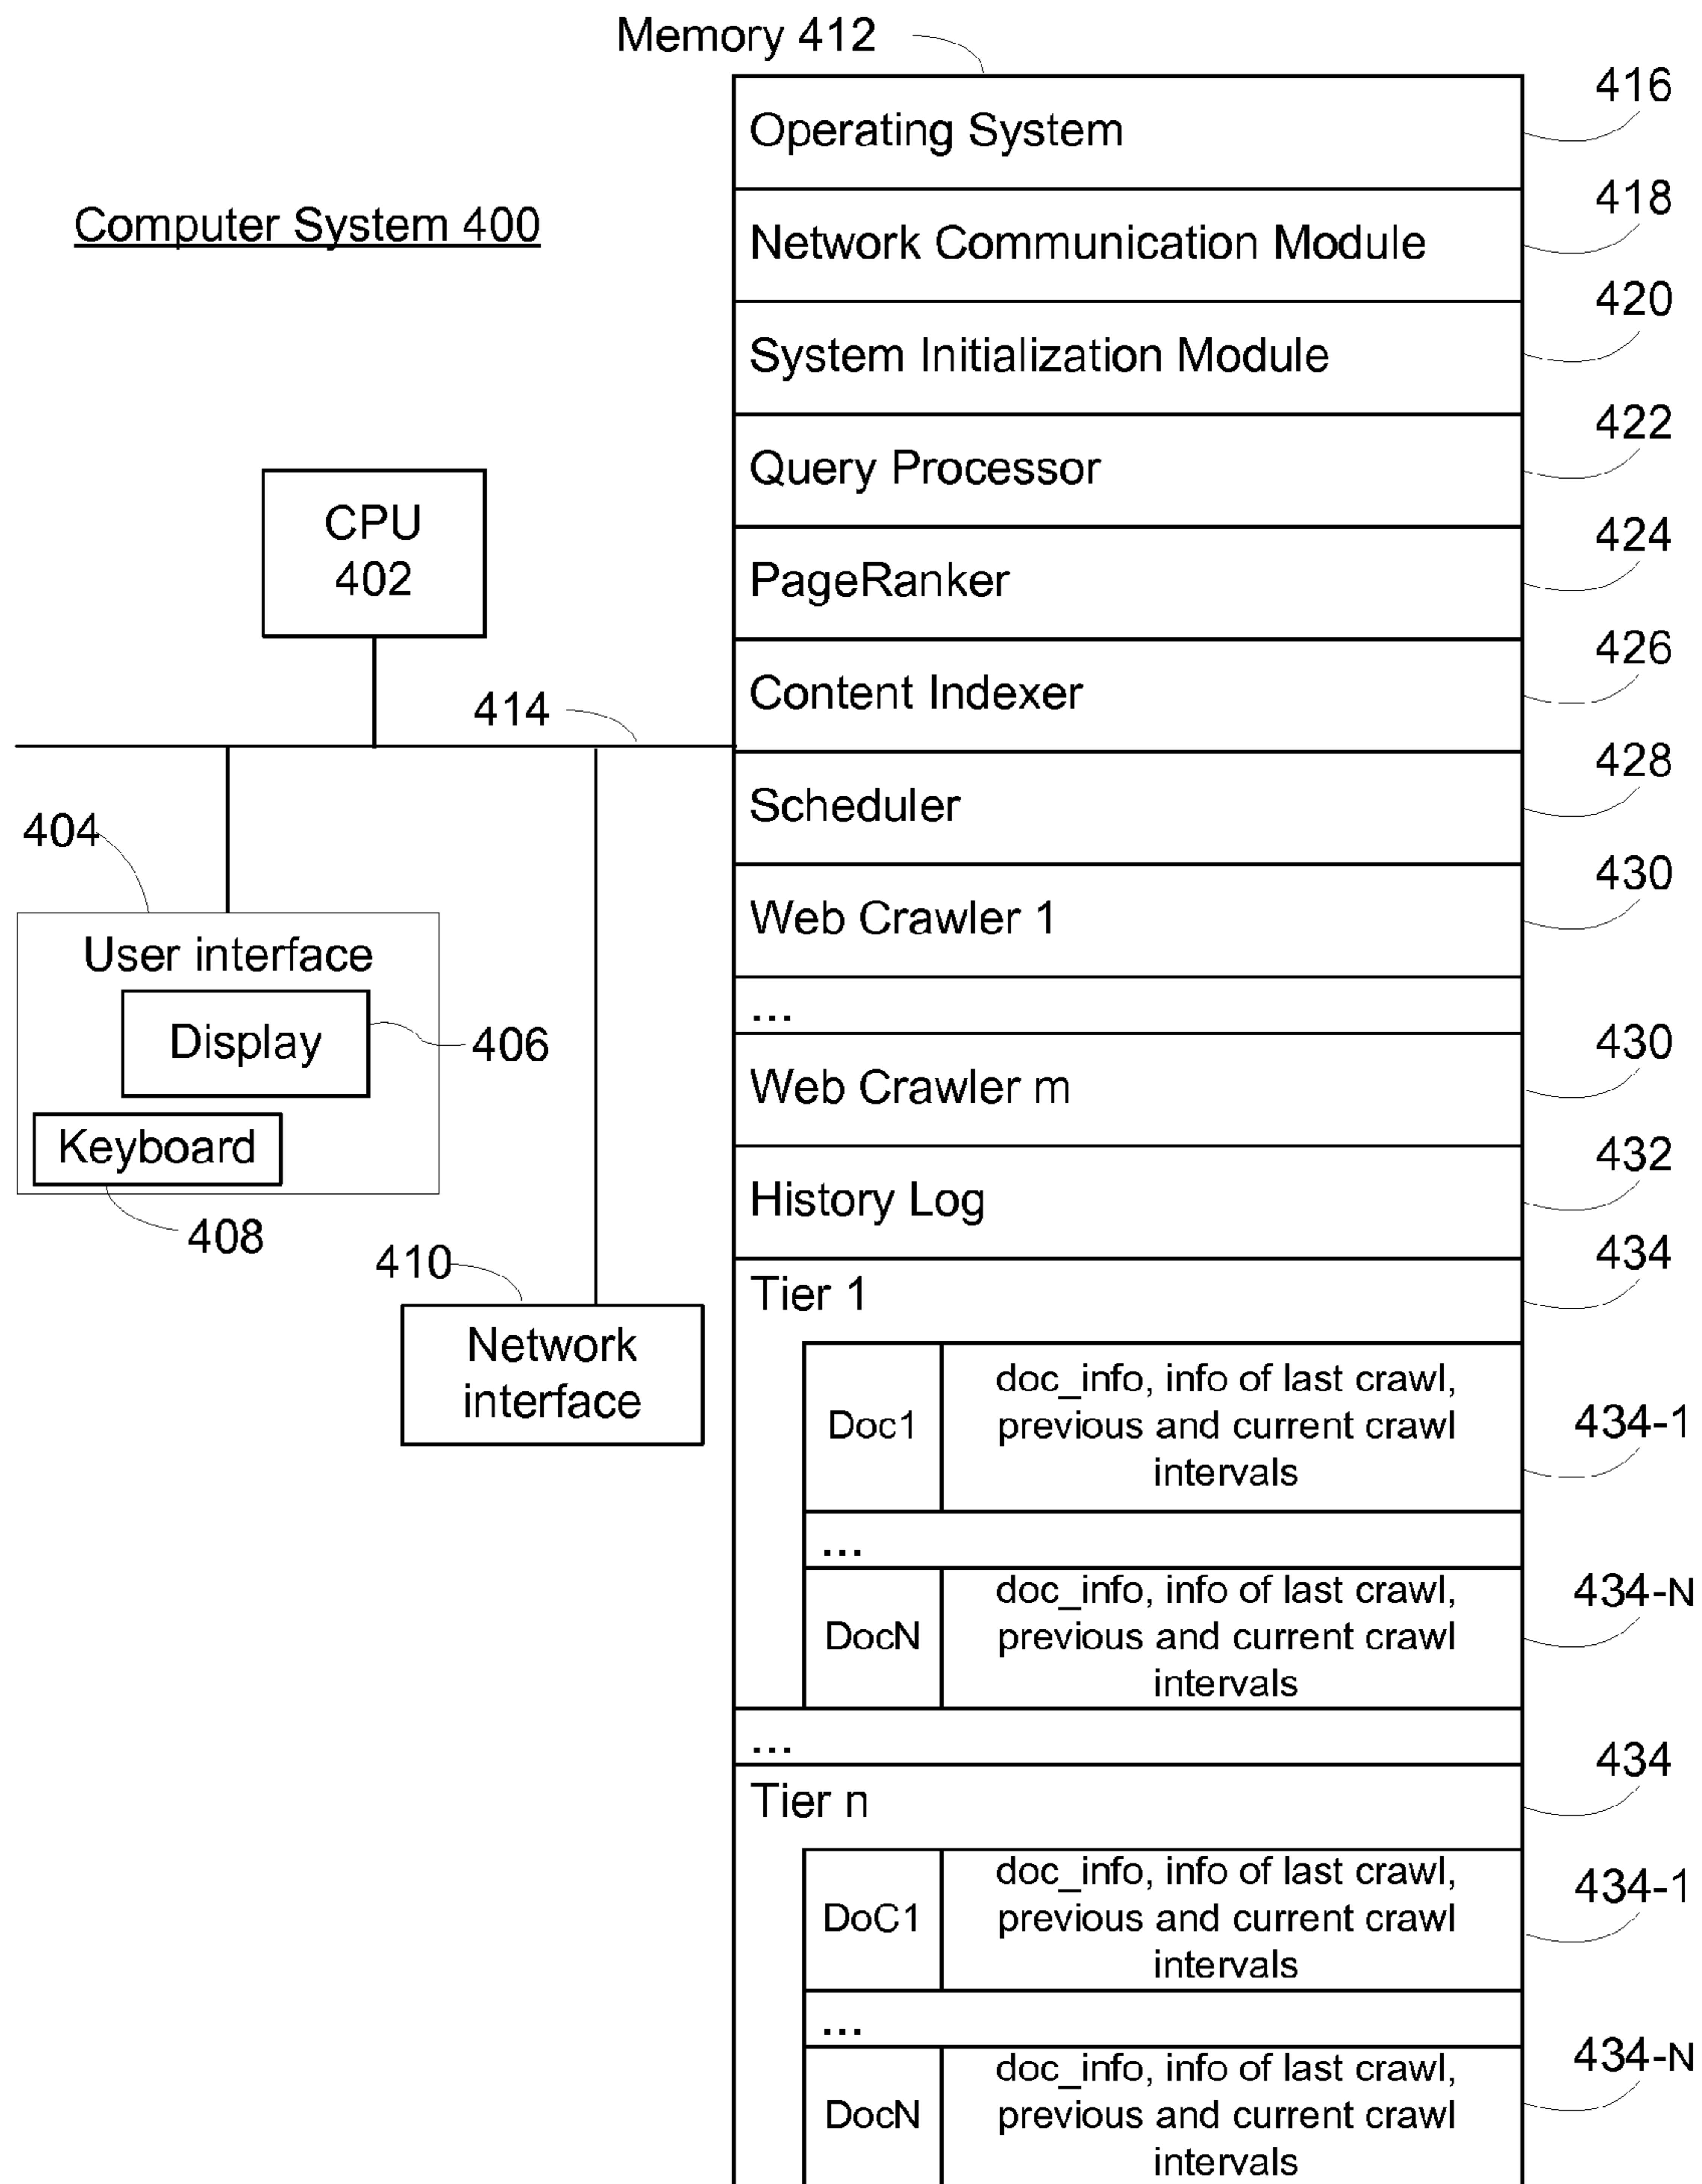 Memory 412
416
Operating System
Computer System 400
418
Network Communication Module
420
System Initialization Module
422
Query Processor
CPU
402
424
PageRanker
426
Content Indexer
414
428
Scheduler
404
430
Web Crawler 1
User interface
Display
406
...
430
Web Crawler m
Keyboard
408
432
History Log
410
Network
interface
434
Tier 1
Doc1
doc_info, info of last crawl,
previous and current crawl
intervals
434-1
...
DocN
doc_info, info of last crawl,
previous and current crawl
intervals
434-N
...
434
Tier n
DoC1
doc_info, info of last crawl,
previous and current crawl
intervals
434-1
...
DocN
doc_info, info of last crawl,
previous and current crawl
intervals
434-N